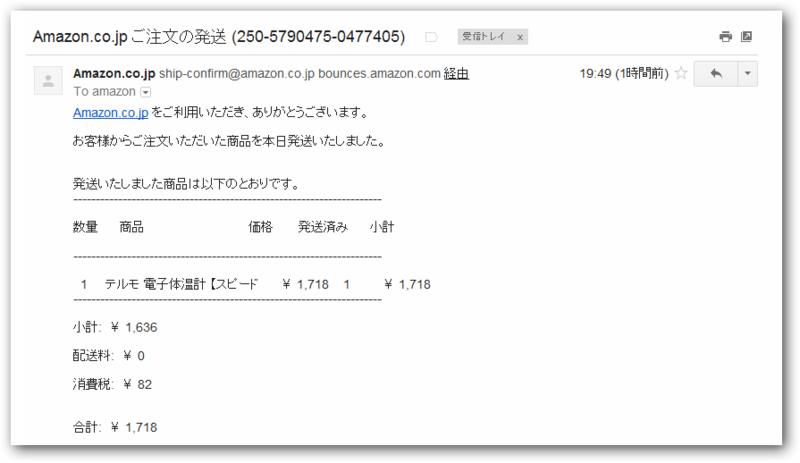 Amazon.co.jp ご注文の発送 (250-5790475-0477405) 受信トレイ x
Amazon.co.jp ship-confirm@amazon.co.jp bounces.amazon.com 経由 19:49 (1時間前)
To amazon
Amazon.co.jp をご利用いただき、ありがとうございます。
お客様からご注文いただいた商品を本日発送いたしました。
発送いたしました商品は以下のとおりです。
---------------------------------------------------------------------
数量 商品 価格 発送済み 小計
---------------------------------------------------------------------
1 テルモ 電子体温計 【スピード ￥ 1,718 1 ￥ 1,718
---------------------------------------------------------------------
小計: ￥ 1,636
配送料: ￥ 0
消費税: ￥ 82
合計: ￥ 1,718